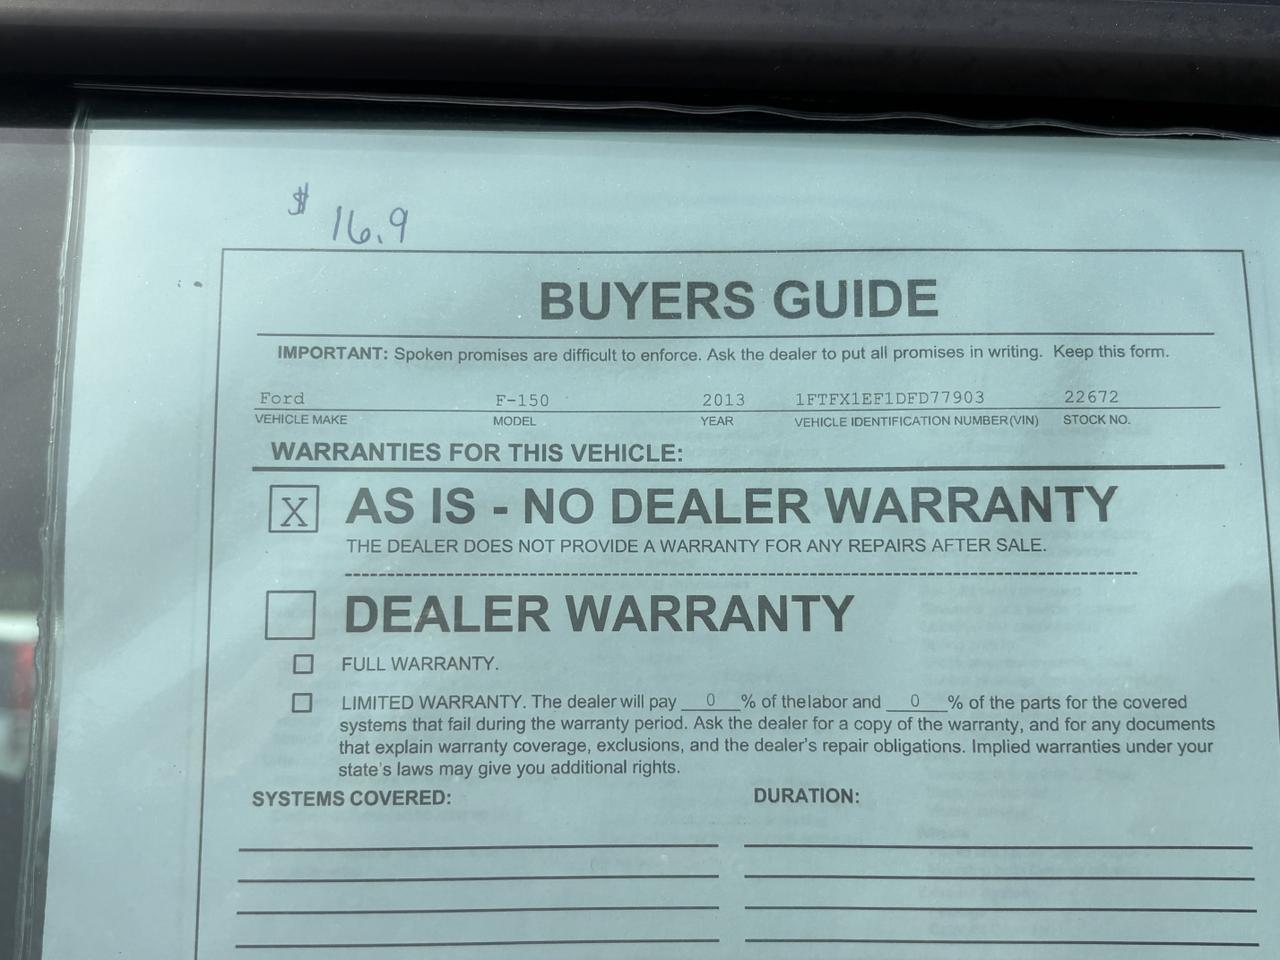 $ 16.9
BUYERS GUIDE
IMPORTANT: Spoken promises are difficult to enforce. Ask the dealer to put all promises in writing. Keep this form.
Ford F-150 2013 1FTFX1EF1DFD77903 22672
VEHICLE MAKE MODEL YEAR VEHICLE IDENTIFICATION NUMBER(VIN) STOCK NO.
WARRANTIES FOR THIS VEHICLE:
X AS IS - NO DEALER WARRANTY
THE DEALER DOES NOT PROVIDE A WARRANTY FOR ANY REPAIRS AFTER SALE.
DEALER WARRANTY
FULL WARRANTY.
LIMITED WARRANTY. The dealer will pay 0 % of thelabor and 0 % of the parts for the covered
systems that fail during the warranty period. Ask the dealer for a copy of the warranty, and for any documents
that explain warranty coverage, exclusions, and the dealer's repair obligations. Implied warranties under your
state's laws may give you additional rights.
SYSTEMS COVERED: DURATION: